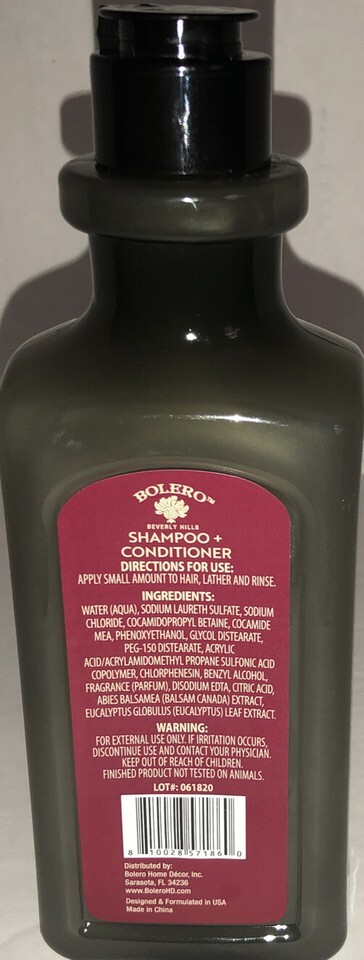 BOLERO™
BEVERLY HILLS
SHAMPOO +
CONDITIONER
DIRECTIONS FOR USE:
APPLY SMALL AMOUNT TO HAIR, LATHER AND RINSE.
INGREDIENTS:
WATER (AQUA), SODIUM LAURETH SULFATE, SODIUM
CHLORIDE, COCAMIDOPROPYL BETAINE, COCAMIDE
MEA, PHENOXYETHANOL, GLYCOL DISTEARATE,
PEG-150 DISTEARATE, ACRYLIC
ACID/ACRYLAMIDOMETHYL PROPANE SULFONIC ACID
COPOLYMER, CHLORPHENESIN, BENZYL ALCOHOL,
FRAGRANCE (PARFUM), DISODIUM EDTA, CITRIC ACID,
ABIES BALSAMEA (BALSAM CANADA) EXTRACT,
EUCALYPTUS GLOBULUS (EUCALYPTUS) LEAF EXTRACT.
WARNING:
FOR EXTERNAL USE ONLY. IF IRRITATION OCCURS,
DISCONTINUE USE AND CONTACT YOUR PHYSICIAN.
KEEP OUT OF REACH OF CHILDREN.
FINISHED PRODUCT NOT TESTED ON ANIMALS.
LOT#: 061820
8 10028 57186 0
Distributed by:
Bolero Home Décor, Inc.
Sarasota, FL 34236
www.BoleroHD.com
Designed & Formulated in USA
Made in China